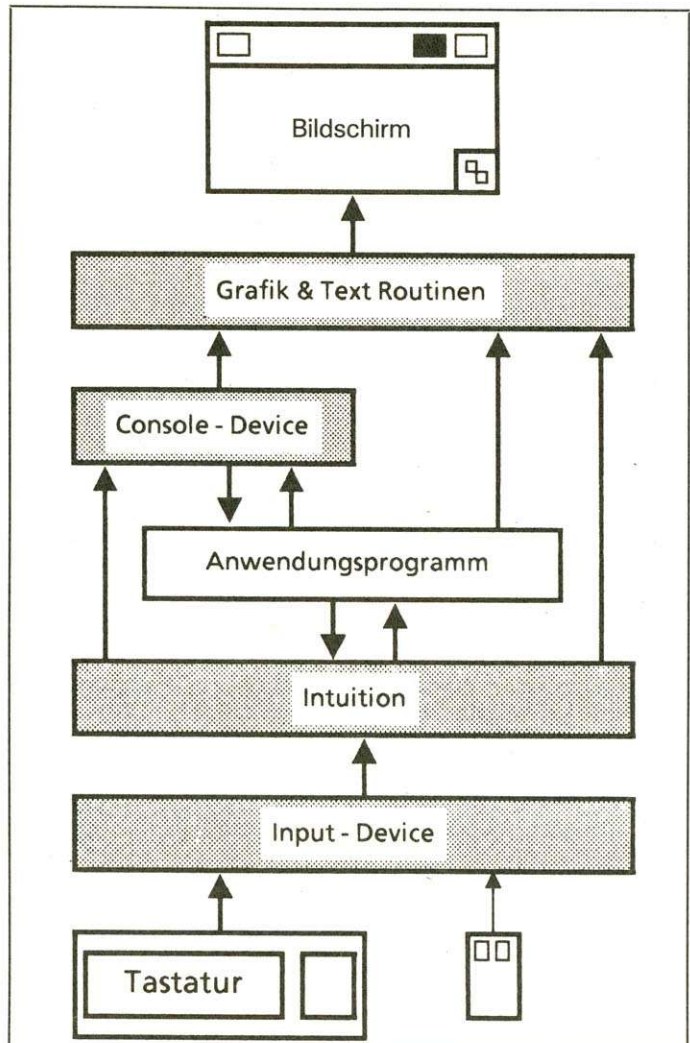 Bildschirm
Grafik & Text Routinen
Console - Device
Anwendungsprogramm
Intuition
Input - Device
Tastatur